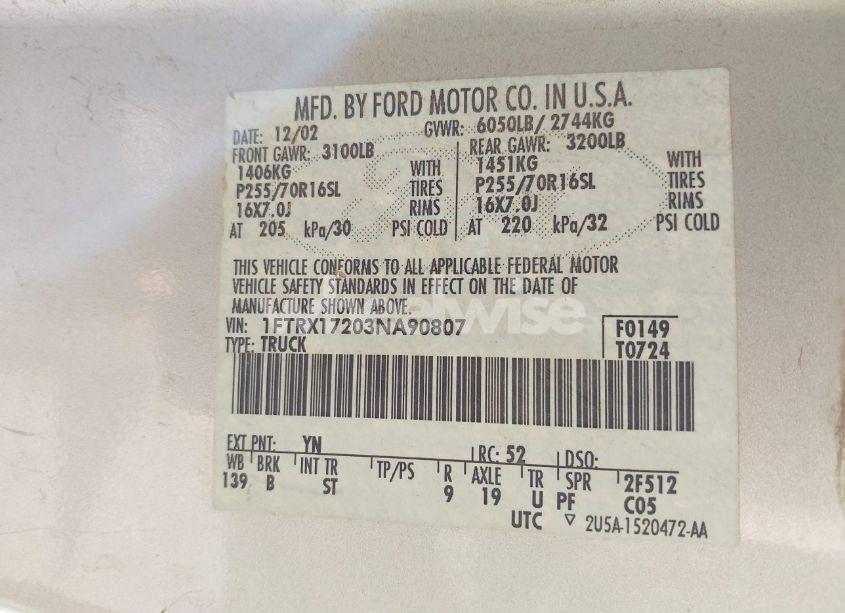 MFD. BY FORD MOTOR CO. IN U.S.A.
DATE: 12/02 GVWR: 6050LB/ 2744KG
FRONT GAWR: 3100LB REAR GAWR: 3200LB
1406KG WITH 1451KG WITH
P255/70R16SL TIRES P255/70R16SL TIRES
16X7.0J RIMS 16X7.0J RIMS
AT 205 kPa/30 PSI COLD AT 220 kPa/32 PSI COLD
THIS VEHICLE CONFORMS TO ALL APPLICABLE FEDERAL MOTOR
VEHICLE SAFETY STANDARDS IN EFFECT ON THE DATE OF
MANUFACTURE SHOWN ABOVE.
VIN: 1FTRX17203NA90807 F0149
TYPE: TRUCK T0724
EXT PNT: YN RC: 52 DSO:
WB BRK INT TR TP/PS R AXLE TR SPR 2F512
139 B ST 9 19 U PF C05
UTC ▽ 2U5A-1520472-AA